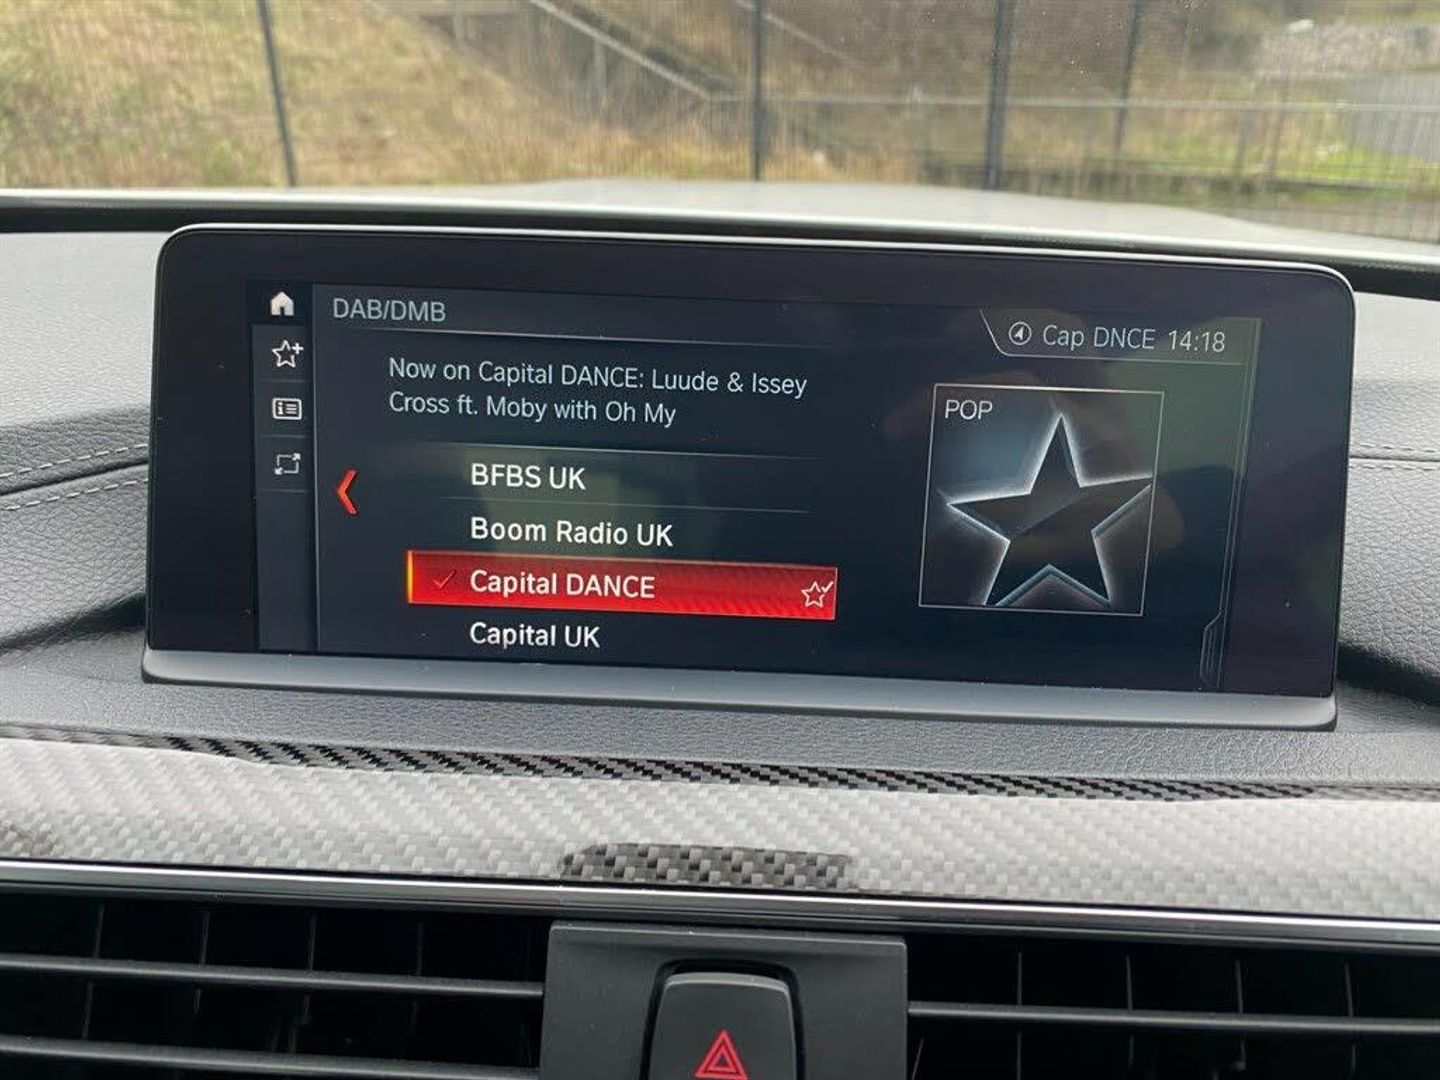 DAB/DMB
Cap DNCE 14:18
Now on Capital DANCE: Luude & Issey
Cross ft. Moby with Oh My
POP
BFBS UK
Boom Radio UK
Capital DANCE
Capital UK